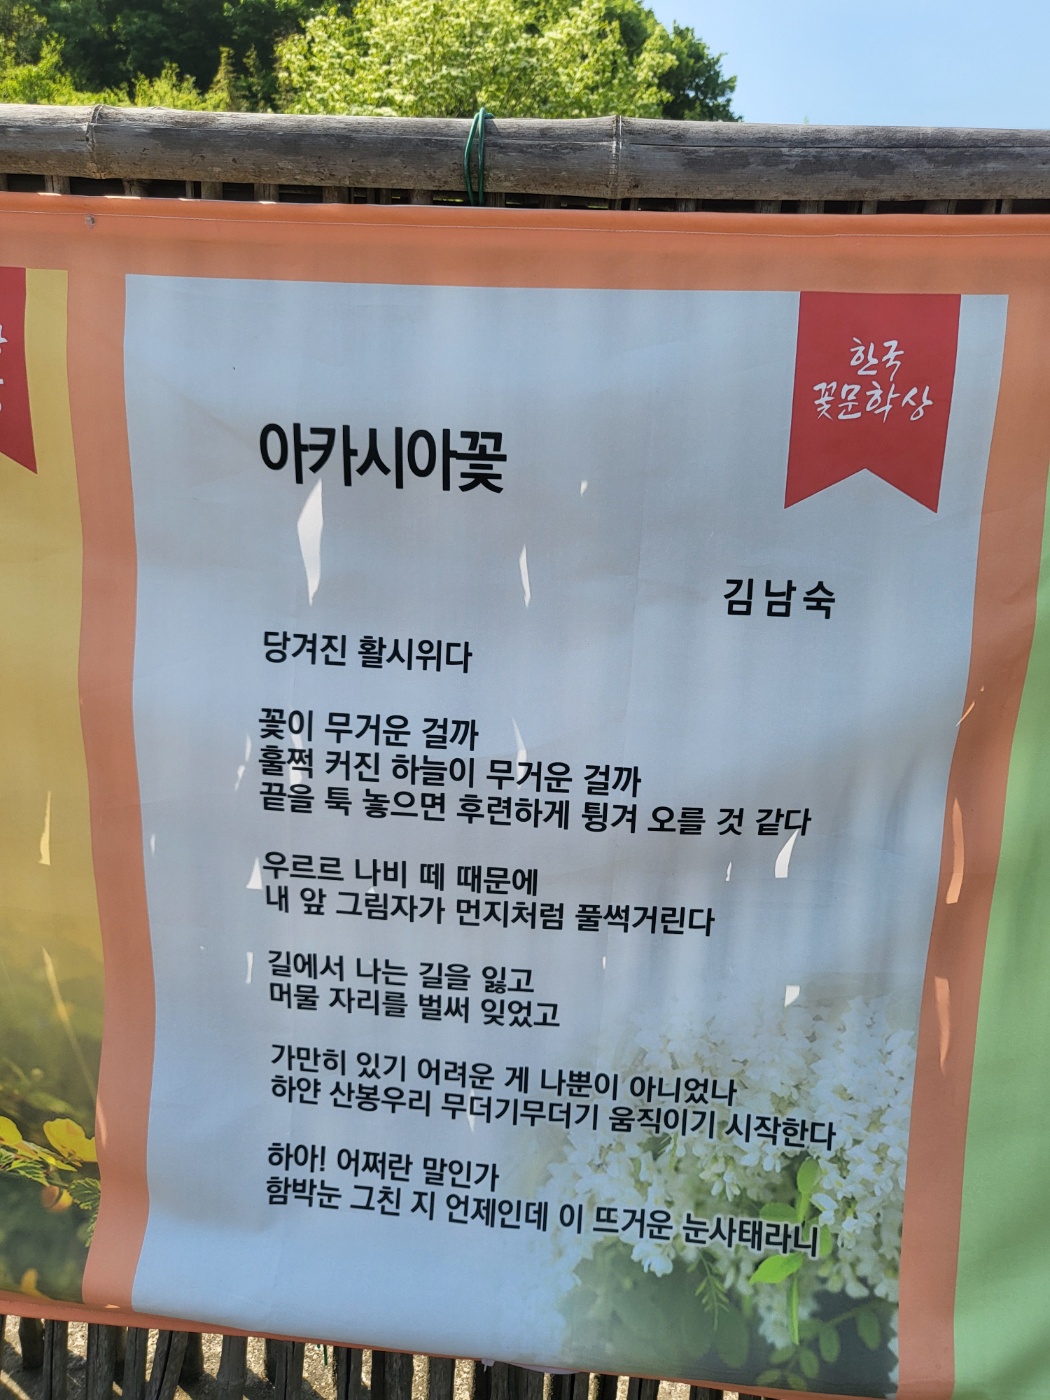 한국
꽃문학상
아카시아꽃
김남숙
당겨진 활시위다
꽃이 무거운 걸까
훌쩍 커진 하늘이 무거운 걸까
끝을 툭 놓으면 후련하게 튕겨 오를 것 같다
우르르 나비 떼 때문에
내 앞 그림자가 먼지처럼 풀썩거린다
길에서 나는 길을 잃고
머물 자리를 벌써 잊었고
가만히 있기 어려운 게 나뿐이 아니었나
하얀 산봉우리 무더기무더기 움직이기 시작한다
하아! 어쩌란 말인가
함박눈 그친 지 언제인데 이 뜨거운 눈사태라니